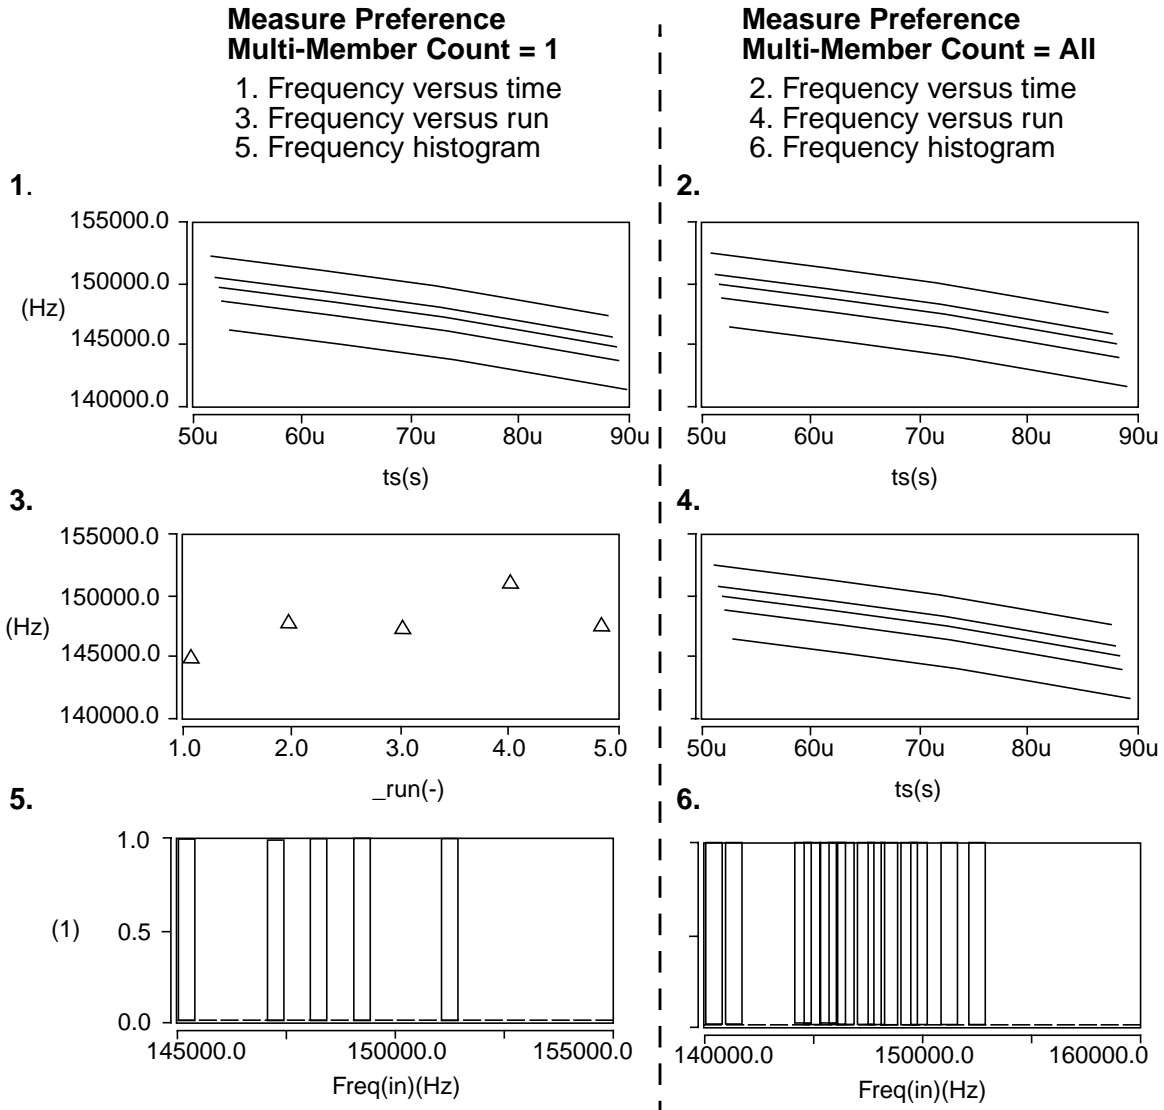 Measure Preference
Multi-Member Count = 1
1. Frequency versus time
3. Frequency versus run
5. Frequency histogram
Measure Preference
Multi-Member Count = All
2. Frequency versus time
4. Frequency versus run
6. Frequency histogram
1.
155000.0
150000.0
(Hz)
145000.0
140000.0
50u 60u 70u 80u 90u
ts(s)
2.
50u 60u 70u 80u 90u
ts(s)
3.
155000.0
150000.0
(Hz)
145000.0
140000.0
1.0 2.0 3.0 4.0 5.0
_run(-)
4.
50u 60u 70u 80u 90u
ts(s)
5.
1.0
(1) 0.5
0.0
145000.0 150000.0 155000.0
Freq(in)(Hz)
6.
140000.0 150000.0 160000.0
Freq(in)(Hz)